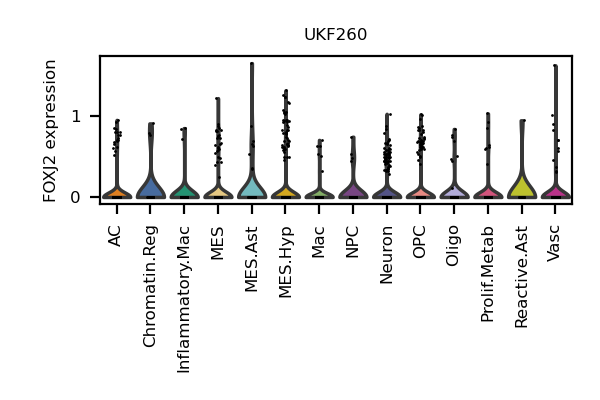 UKF260
FOXJ2 expression
1
0
AC
Chromatin.Reg
Inflammatory.Mac
MES
MES.Ast
MES.Hyp
Mac
NPC
Neuron
OPC
Oligo
Prolif.Metab
Reactive.Ast
Vasc